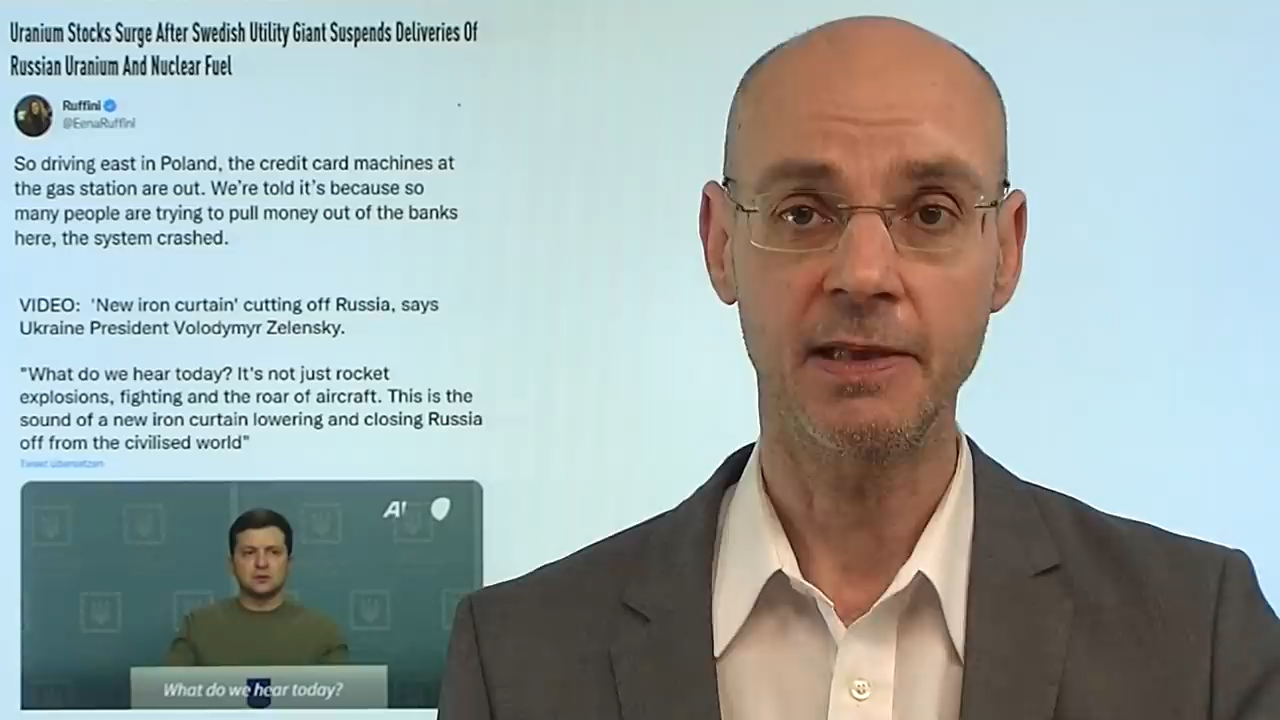 Uranium Stocks Surge After Swedish Utility Giant Suspends Deliveries Of
Russian Uranium And Nuclear Fuel
Ruffini
@EenaRuffini
So driving east in Poland, the credit card machines at
the gas station are out. We're told it's because so
many people are trying to pull money out of the banks
here, the system crashed.
VIDEO: 'New iron curtain' cutting off Russia, says
Ukraine President Volodymyr Zelensky.
"What do we hear today? It's not just rocket
explosions, fighting and the roar of aircraft. This is the
sound of a new iron curtain lowering and closing Russia
off from the civilised world"
Tweet übersetzen
What do we hear today?